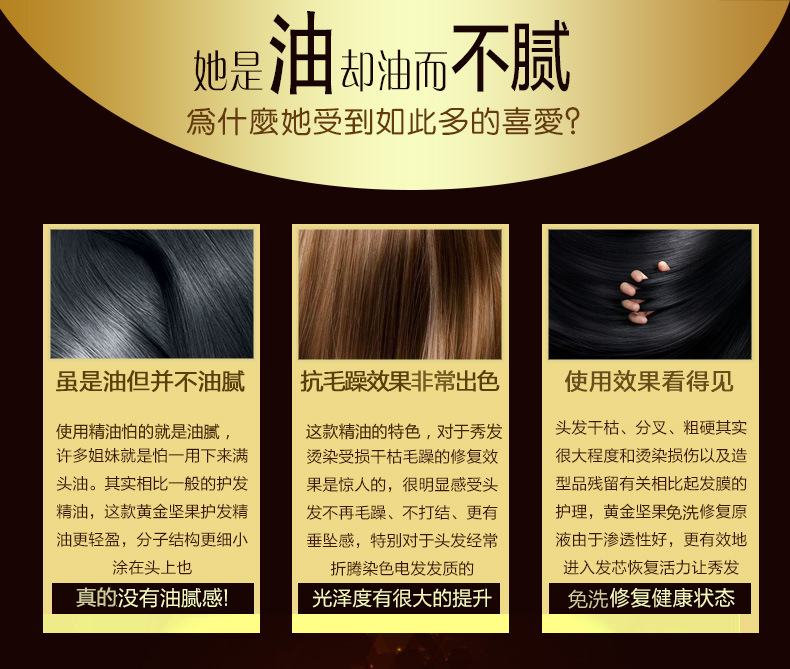 她是油却油而不腻
為什麼她受到如此多的喜愛?
虽是油但并不油腻
使用精油怕的就是油腻，
许多姐妹就是怕一用下来满
头油。其实相比一般的护发
精油，这款黄金坚果护发精
油更轻盈，分子结构更细小
涂在头上也
真的没有油腻感!
抗毛躁效果非常出色
这款精油的特色，对于秀发
烫染受损干枯毛躁的修复效
果是惊人的，很明显感受头
发不再毛躁、不打结、更有
垂坠感，特别对于头发经常
折腾染色电发发质的
光泽度有很大的提升
使用效果看得见
头发干枯、分叉、粗硬其实
很大程度和烫染损伤以及造
型品残留有关相比起发膜的
护理，黄金坚果免洗修复原
液由于渗透性好，更有效地
进入发芯恢复活力让秀发
免洗修复健康状态